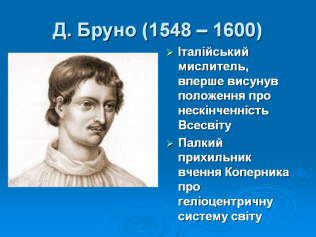 Д. Бруно (1548 – 1600)
Італійський
мислитель,
вперше висунув
положення про
нескінченність
Всесвіту
Палкий
прихильник
вчення Коперника
про
геліоцентричну
систему світу